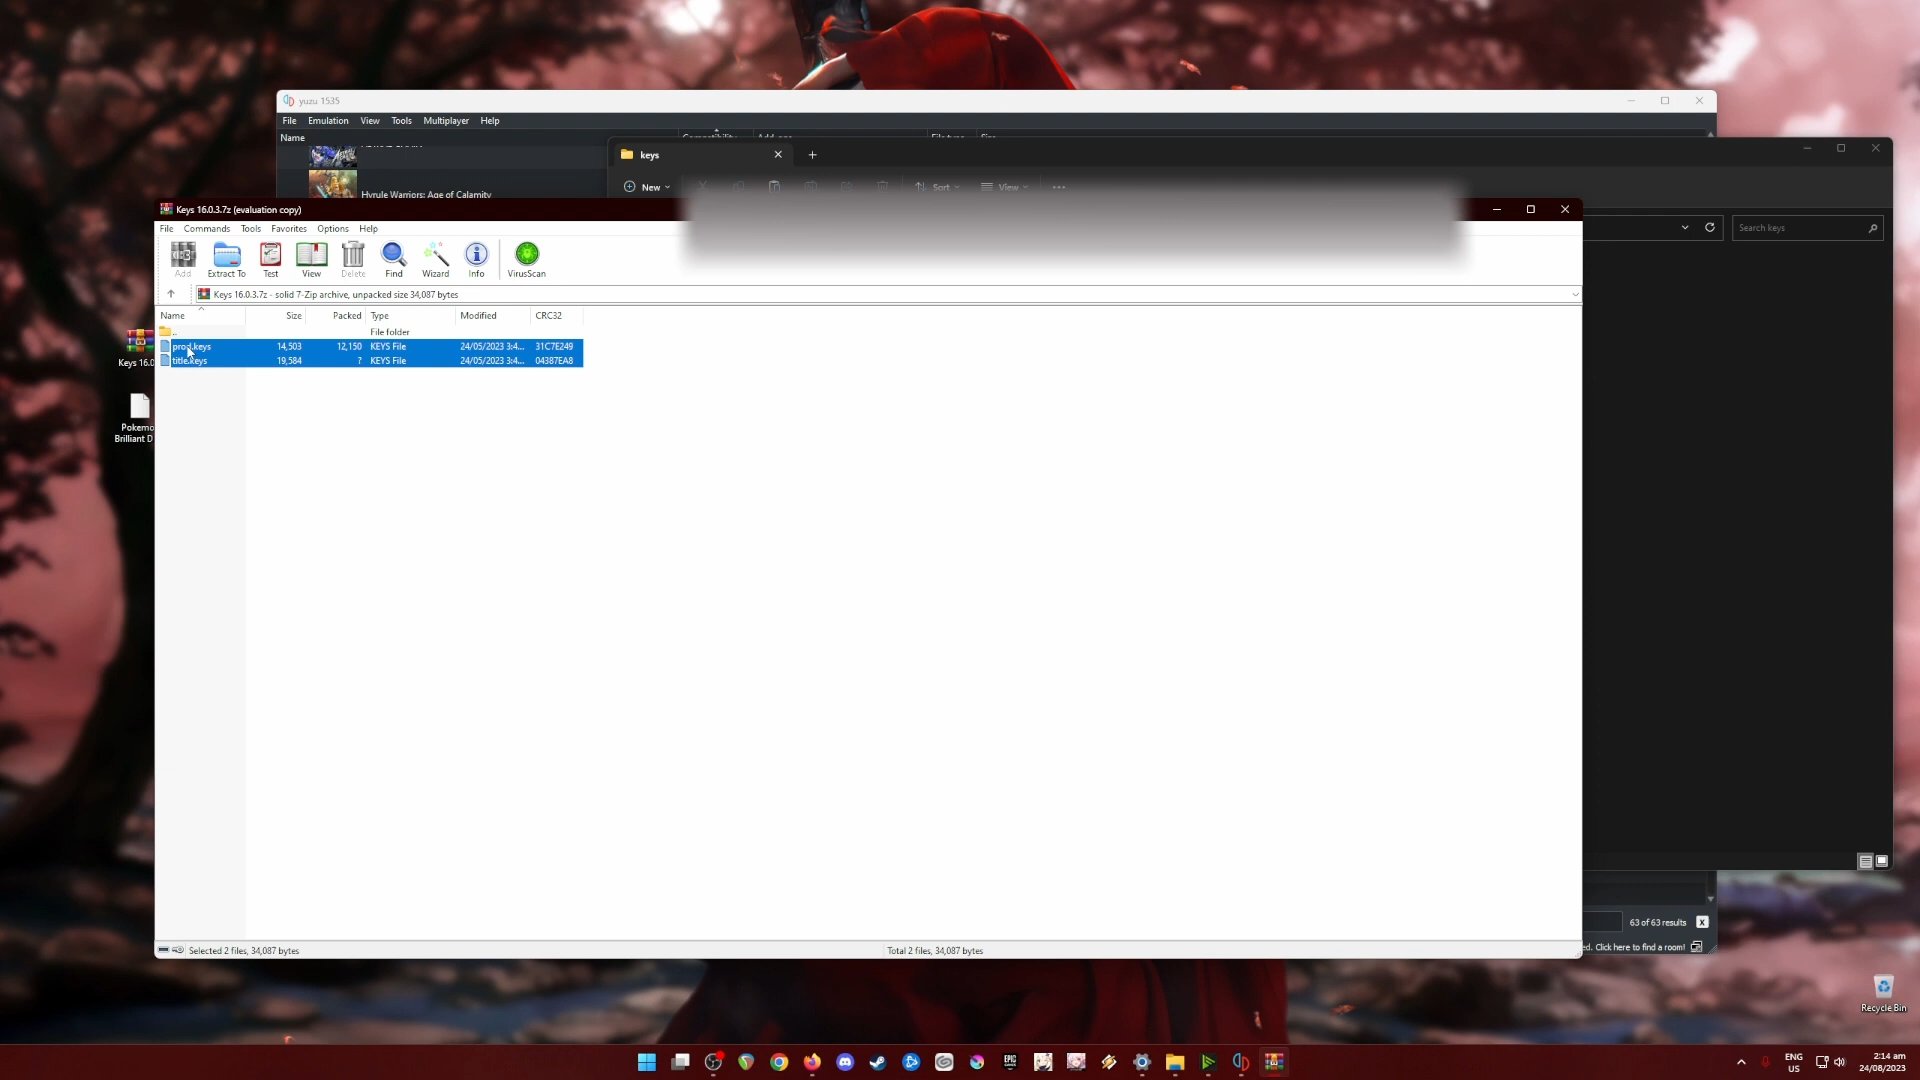 yuzu 1535
File Emulation View Tools Multiplayer Help
Name
Hyrule Warriors: Age of Calamity
keys
New
Sort
View
Search keys
Keys 16.0.3.7z (evaluation copy)
File Commands Tools Favorites Options Help
Add Extract To Test View Delete Find Wizard Info VirusScan
Keys 16.0.3.7z - solid 7-Zip archive, unpacked size 34,087 bytes
Name Size Packed Type Modified CRC32
.. File folder
prod.keys 14,503 12,150 KEYS File 24/05/2023 3:4... 31C7E249
title.keys 19,584 ? KEYS File 24/05/2023 3:4... 04387EA8
Keys 16.0
Pokemo
Brilliant D
63 of 63 results
ed. Click here to find a room!
Selected 2 files, 34,087 bytes
Total 2 files, 34,087 bytes
Recycle Bin
EPIC
ENG
US
2:14 am
24/08/2023